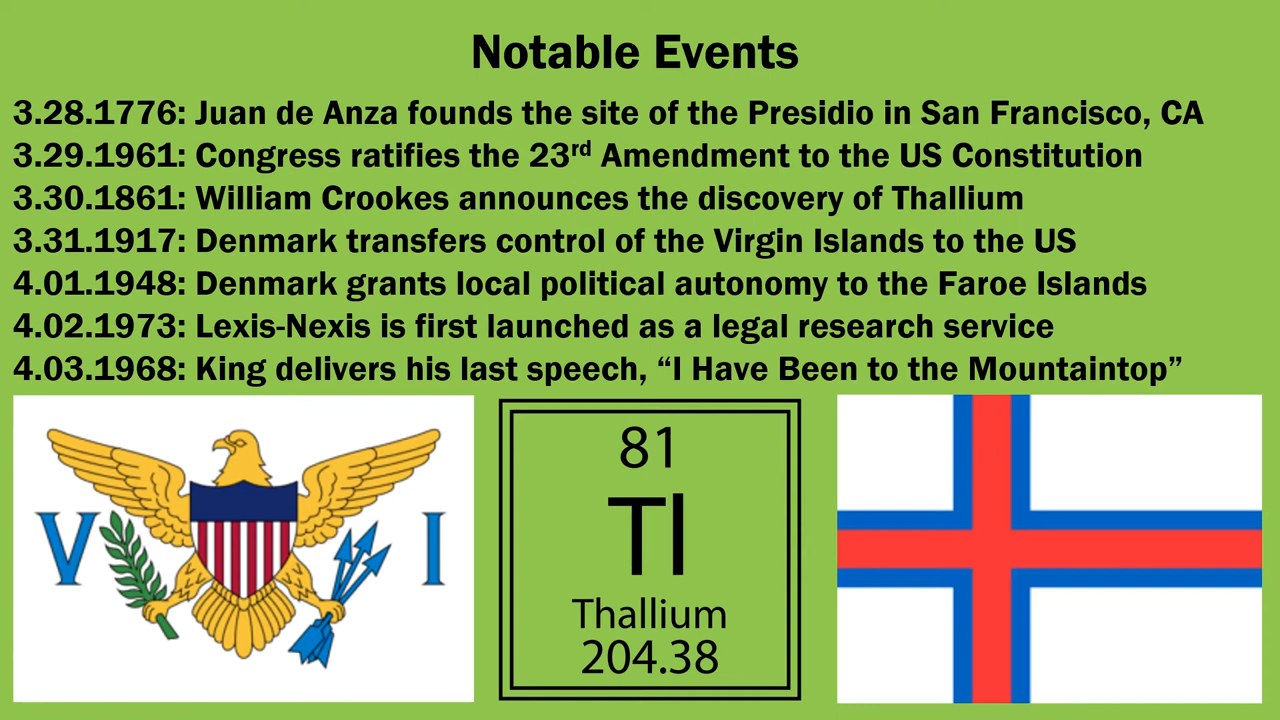 Notable Events
3.28.1776: Juan de Anza founds the site of the Presidio in San Francisco, CA
3.29.1961: Congress ratifies the 23rd Amendment to the US Constitution
3.30.1861: William Crookes announces the discovery of Thallium
3.31.1917: Denmark transfers control of the Virgin Islands to the US
4.01.1948: Denmark grants local political autonomy to the Faroe Islands
4.02.1973: Lexis-Nexis is first launched as a legal research service
4.03.1968: King delivers his last speech, “I Have Been to the Mountaintop”
V I
81
Tl
Thallium
204.38